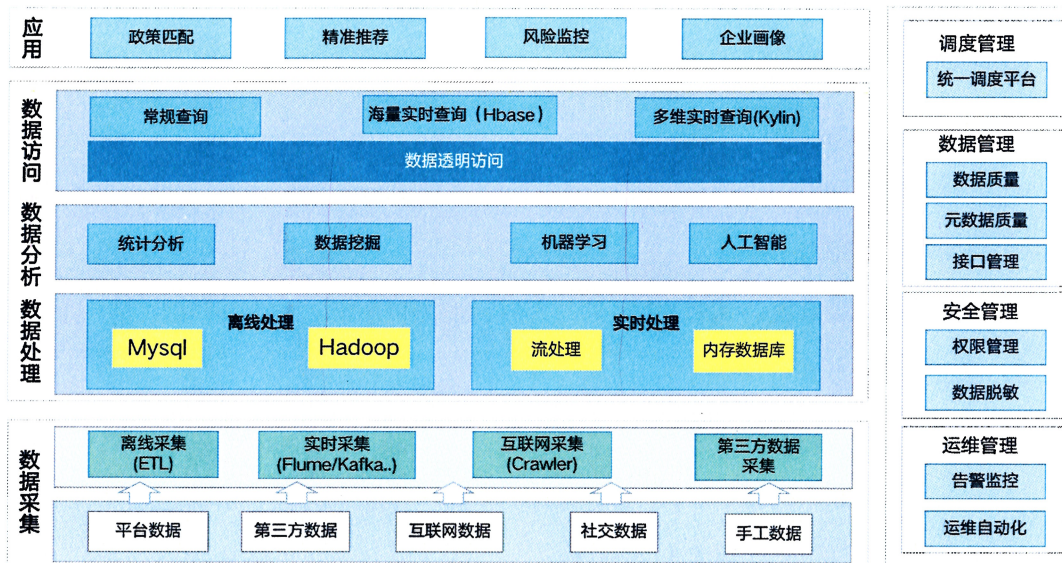 应用
政策匹配
精准推荐
风险监控
企业画像
数据访问
常规查询
海量实时查询（Hbase）
多维实时查询(Kylin)
数据透明访问
数据分析
统计分析
数据挖掘
机器学习
人工智能
数据处理
离线处理
Mysql
Hadoop
实时处理
流处理
内存数据库
数据采集
离线采集
(ETL)
实时采集
(Flume/Kafka..)
互联网采集
(Crawler)
第三方数据
采集
平台数据
第三方数据
互联网数据
社交数据
手工数据
调度管理
统一调度平台
数据管理
数据质量
元数据质量
接口管理
安全管理
权限管理
数据脱敏
运维管理
告警监控
运维自动化